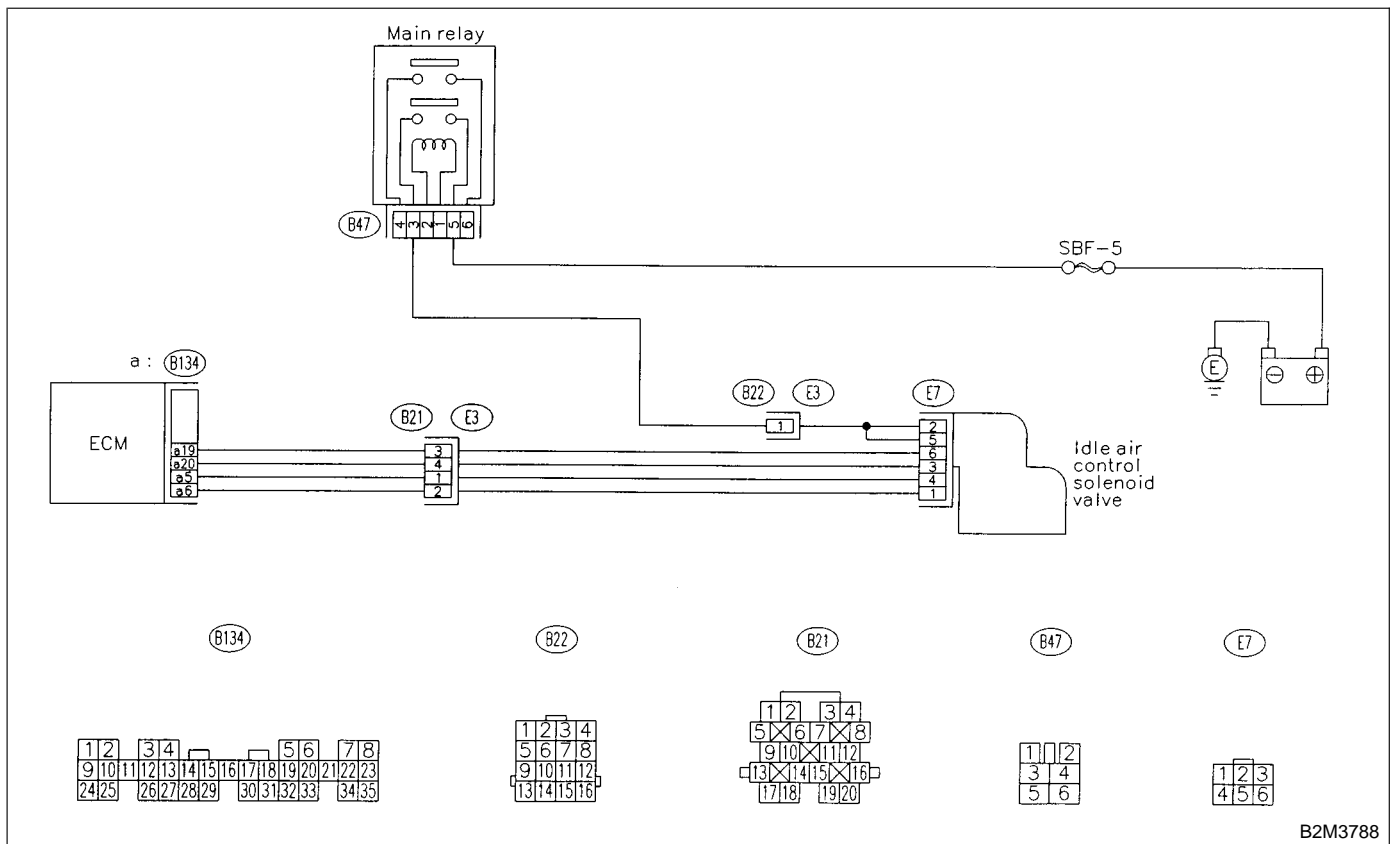 Main relay
B47
4 3 2 1 5 6
SBF-5
E
⊖ ⊕
a : B134
ECM
a19
a20
a5
a6
B21 E3
3
4
1
2
B22 E3
1
E7
2
5
6
3
4
1
Idle air
control
solenoid
valve
B134
1 2 3 4 5 6 7 8
9 10 11 12 13 14 15 16 17 18 19 20 21 22 23
24 25 26 27 28 29 30 31 32 33 34 35
B22
1 2 3 4
5 6 7 8
9 10 11 12
13 14 15 16
B21
1 2 3 4
5 6 7 8
9 10 11 12
13 14 15 16
17 18 19 20
B47
1 2
3 4
5 6
E7
1 2 3
4 5 6
B2M3788